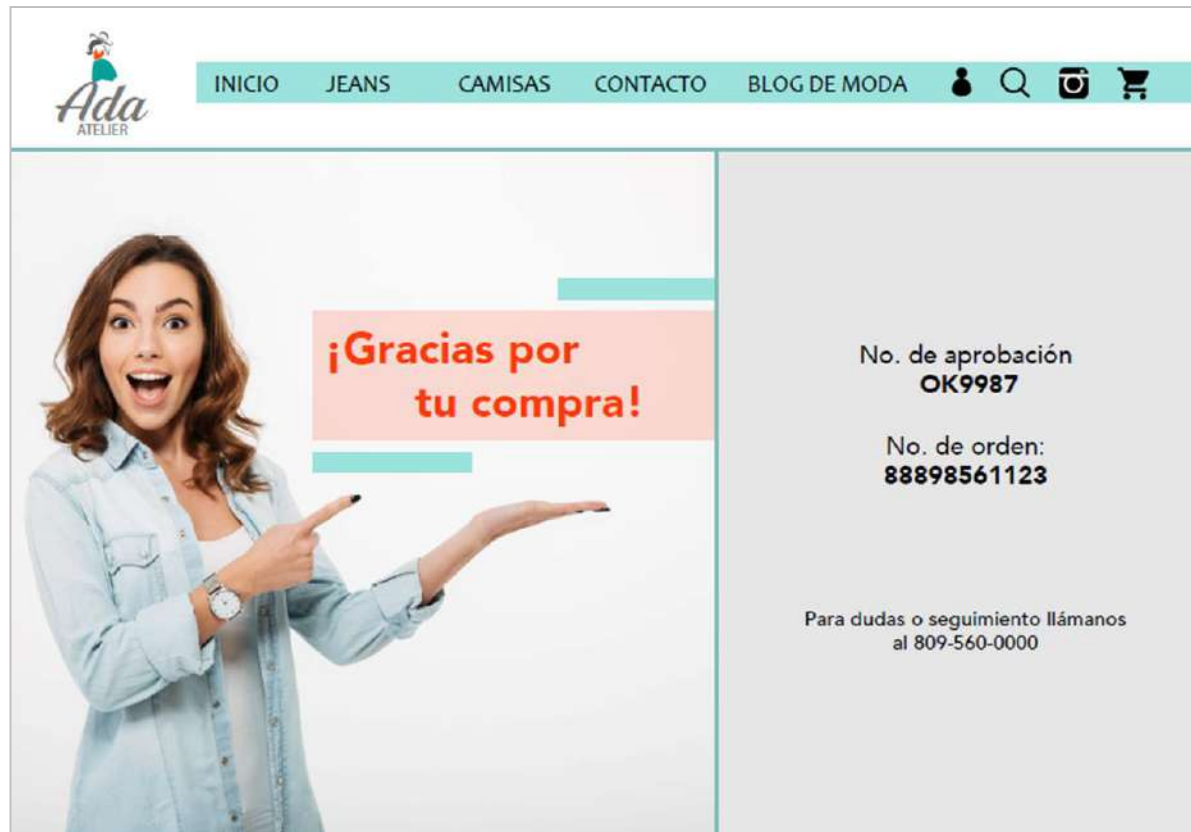 Ada
ATELIER
INICIO JEANS CAMISAS CONTACTO BLOG DE MODA
¡Gracias por
tu compra!
No. de aprobación
OK9987
No. de orden:
88898561123
Para dudas o seguimiento llámanos
al 809-560-0000